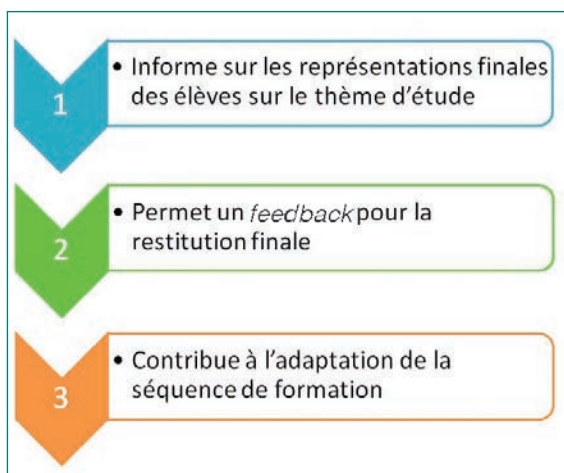 1
• Informe sur les représentations finales
des élèves sur le thème d'étude
2
• Permet un feedback pour la
restitution finale
3
• Contribue à l'adaptation de la
séquence de formation